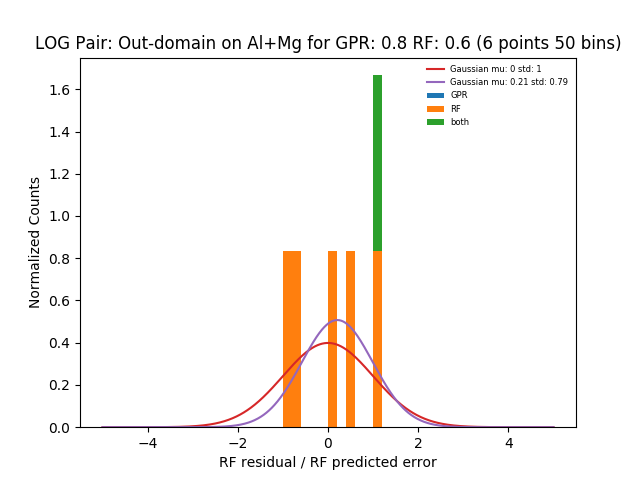 LOG Pair: Out-domain on Al+Mg for GPR: 0.8 RF: 0.6 (6 points 50 bins)
Gaussian mu: 0 std: 1
Gaussian mu: 0.21 std: 0.79
GPR
RF
both
Normalized Counts
1.6
1.4
1.2
1.0
0.8
0.6
0.4
0.2
0.0
−4 −2 0 2 4
RF residual / RF predicted error